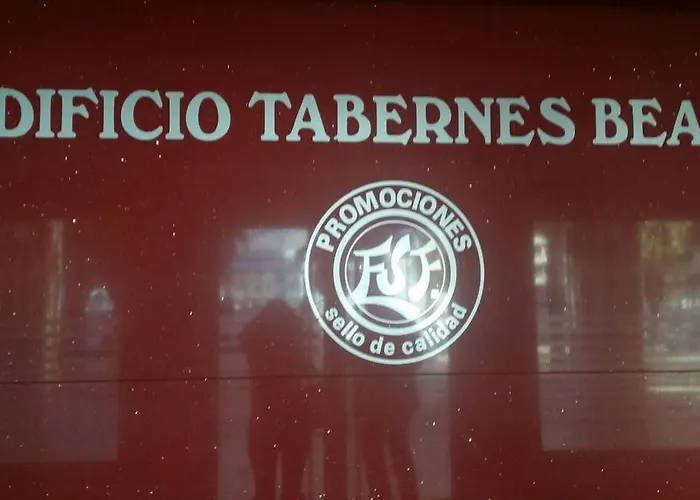 DIFICIO TABERNES BEA
PROMOCIONES
FSF.
sello de calidad